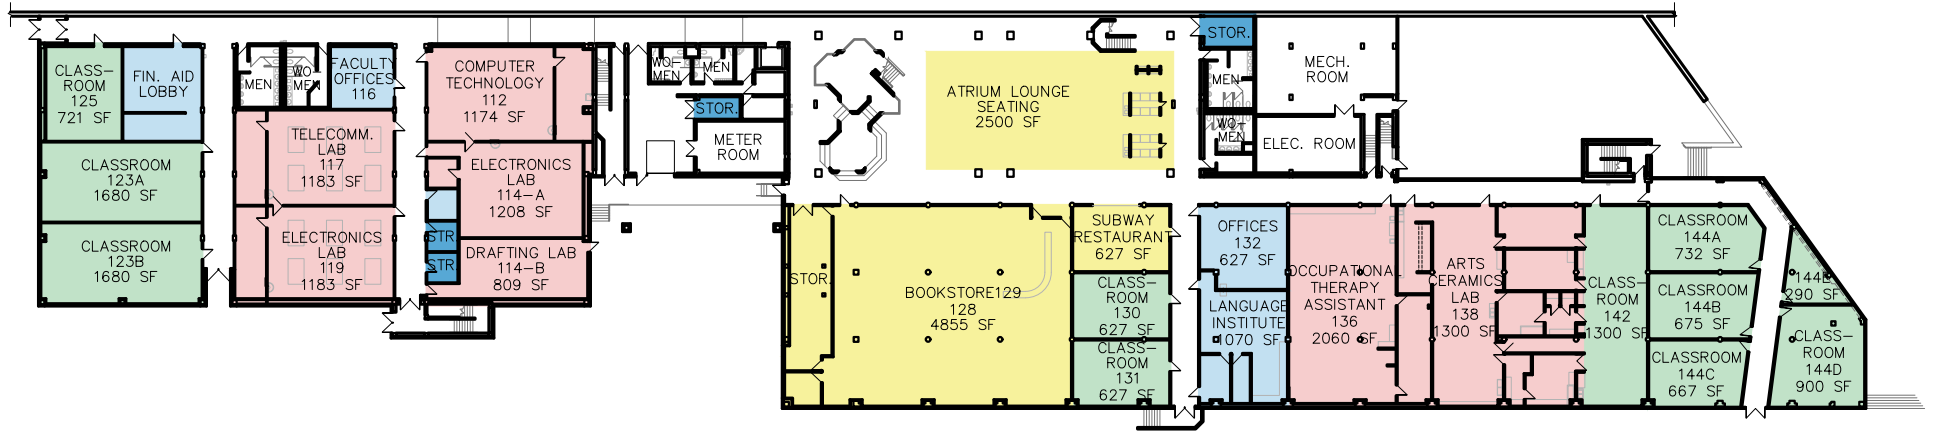 CLASS-
ROOM
125
721 SF
FIN. AID
LOBBY
CLASSROOM
123A
1680 SF
CLASSROOM
123B
1680 SF
MEN
WO-
MEN
FACULTY
OFFICES
116
TELECOMM.
LAB
117
1183 SF
ELECTRONICS
LAB
119
1183 SF
COMPUTER
TECHNOLOGY
112
1174 SF
ELECTRONICS
LAB
114-A
1208 SF
STR
STR
DRAFTING LAB
114-B
809 SF
WO-
MEN
MEN
STOR.
METER
ROOM
ATRIUM LOUNGE
SEATING
2500 SF
STOR.
BOOKSTORE129
128
4855 SF
SUBWAY
RESTAURANT
627 SF
CLASS-
ROOM
130
627 SF
CLASS-
ROOM
131
627 SF
STOR.
MEN
WO-
MEN
MECH.
ROOM
ELEC. ROOM
OFFICES
132
627 SF
LANGUAGE
INSTITUTE
1070 SF
OCCUPATIONAL
THERAPY
ASSISTANT
136
2060 SF
ARTS
CERAMICS
LAB
138
1300 SF
CLASS-
ROOM
142
1300 SF
CLASSROOM
144A
732 SF
CLASSROOM
144B
675 SF
CLASSROOM
144C
667 SF
290 SF
CLASS-
ROOM
144D
900 SF